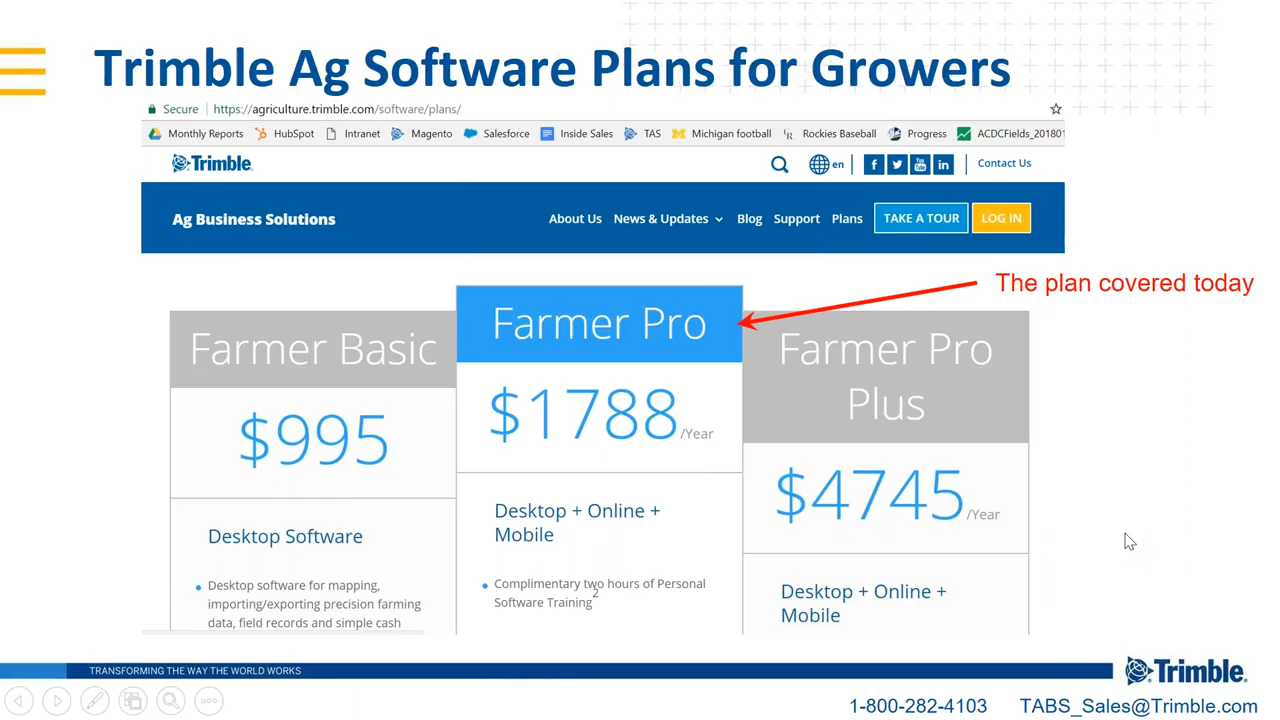 Trimble Ag Software Plans for Growers
Secure https://agriculture.trimble.com/software/plans/
Monthly Reports HubSpot Intranet Magento Salesforce Inside Sales TAS Michigan football Rockies Baseball Progress ACDCFields_201801
Trimble. en Contact Us
Ag Business Solutions About Us News & Updates Blog Support Plans TAKE A TOUR LOG IN
The plan covered today
Farmer Basic
$995
Desktop Software
Desktop software for mapping,
importing/exporting precision farming
data, field records and simple cash
Farmer Pro
$1788 /Year
Desktop + Online +
Mobile
Complimentary two hours of Personal
Software Training
2
Farmer Pro
Plus
$4745 /Year
Desktop + Online +
Mobile
TRANSFORMING THE WAY THE WORLD WORKS
Trimble.
1-800-282-4103 TABS_Sales@Trimble.com